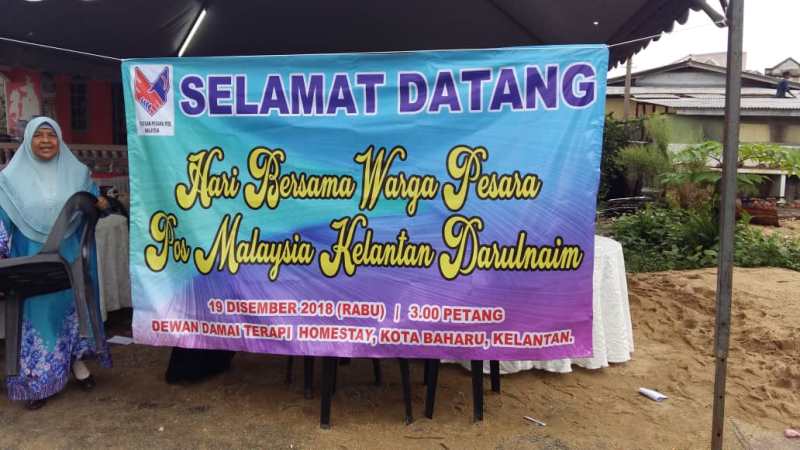 SELAMAT DATANG
MALAYSIA
Hari Bersama Warga Pesara
Pos Malaysia Kelantan Darulnaim
19 DISEMBER 2018 (RABU) | 3.00 PETANG
DEWAN DAMAI TERAPI HOMESTAY, KOTA BAHARU, KELANTAN.